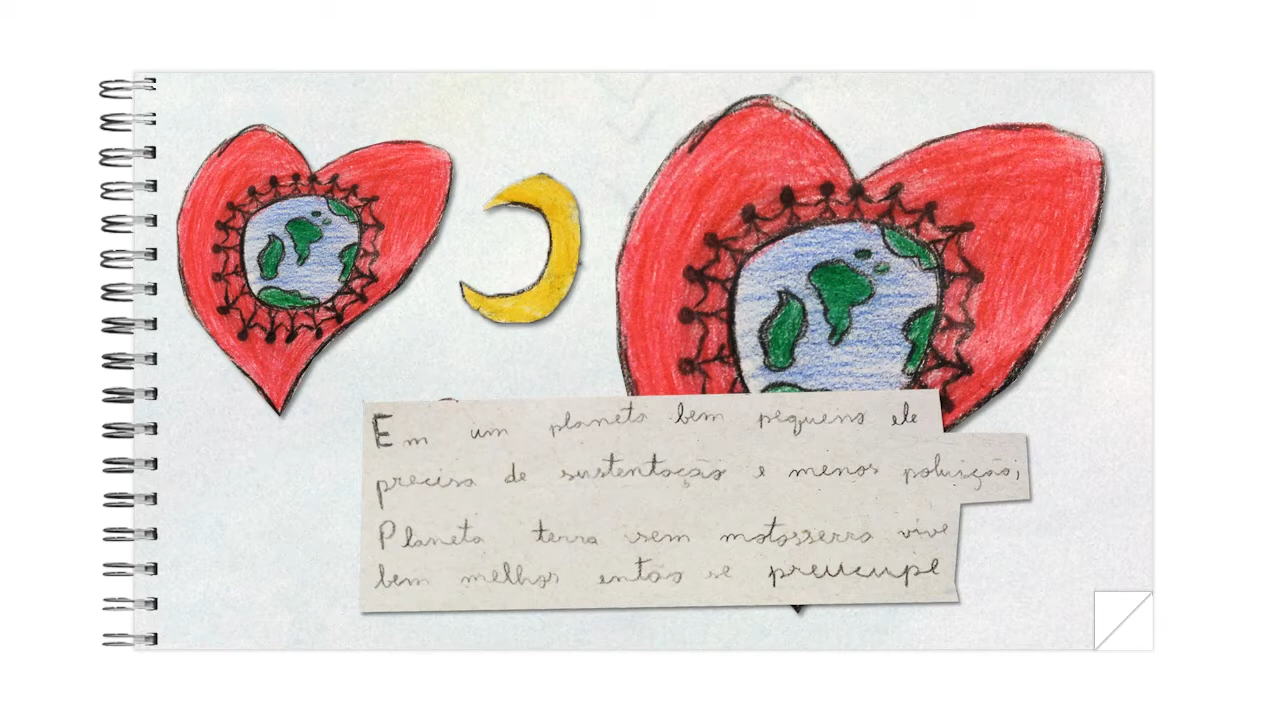 Em um planeta bem pequeno ele
precisa de sustentação e menos poluição;
Planeta terra sem motosserra vive
bem melhor então se preucupe